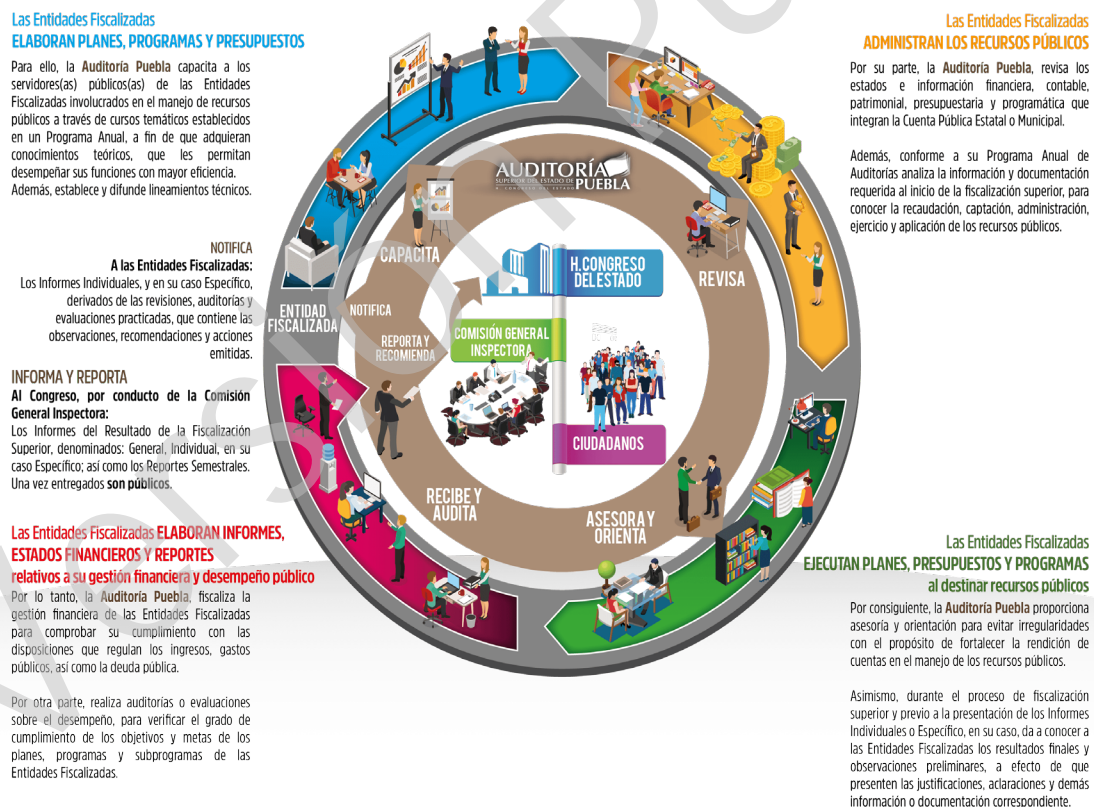 Las Entidades Fiscalizadas
ELABORAN PLANES, PROGRAMAS Y PRESUPUESTOS
Para ello, la Auditoría Puebla capacita a los
servidores(as) públicos(as) de las Entidades
Fiscalizadas involucrados en el manejo de recursos
públicos a través de cursos temáticos establecidos
en un Programa Anual, a fin de que adquieran
conocimientos teóricos, que les permitan
desempeñar sus funciones con mayor eficiencia.
Además, establece y difunde lineamientos técnicos.
NOTIFICA
A las Entidades Fiscalizadas:
Los Informes Individuales, y en su caso Específico,
derivados de las revisiones, auditorías y
evaluaciones practicadas, que contiene las
observaciones, recomendaciones y acciones
emitidas.
INFORMA Y REPORTA
Al Congreso, por conducto de la Comisión
General Inspectora:
Los Informes del Resultado de la Fiscalización
Superior, denominados: General, Individual, en su
caso Específico; así como los Reportes Semestrales.
Una vez entregados son públicos.
Las Entidades Fiscalizadas ELABORAN INFORMES,
ESTADOS FINANCIEROS Y REPORTES
relativos a su gestión financiera y desempeño público
Por lo tanto, la Auditoría Puebla, fiscaliza la
gestión financiera de las Entidades Fiscalizadas
para comprobar su cumplimiento con las
disposiciones que regulan los ingresos, gastos
públicos, así como la deuda pública.
Por otra parte, realiza auditorías o evaluaciones
sobre el desempeño, para verificar el grado de
cumplimiento de los objetivos y metas de los
planes, programas y subprogramas de las
Entidades Fiscalizadas.
AUDITORÍA
SUPERIOR DEL ESTADO DE PUEBLA
H. CONGRESO DEL ESTADO
CAPACITA
REVISA
ENTIDAD
FISCALIZADA
NOTIFICA
REPORTA Y
RECOMIENDA
H. CONGRESO
DEL ESTADO
COMISIÓN GENERAL
INSPECTORA
CIUDADANOS
RECIBE Y
AUDITA
ASESORA Y
ORIENTA
Las Entidades Fiscalizadas
ADMINISTRAN LOS RECURSOS PÚBLICOS
Por su parte, la Auditoría Puebla, revisa los
estados e información financiera, contable,
patrimonial, presupuestaria y programática que
integran la Cuenta Pública Estatal o Municipal.
Además, conforme a su Programa Anual de
Auditorías analiza la información y documentación
requerida al inicio de la fiscalización superior, para
conocer la recaudación, captación, administración,
ejercicio y aplicación de los recursos públicos.
Las Entidades Fiscalizadas
EJECUTAN PLANES, PRESUPUESTOS Y PROGRAMAS
al destinar recursos públicos
Por consiguiente, la Auditoría Puebla proporciona
asesoría y orientación para evitar irregularidades
con el propósito de fortalecer la rendición de
cuentas en el manejo de los recursos públicos.
Asimismo, durante el proceso de fiscalización
superior y previo a la presentación de los Informes
Individuales o Específico, en su caso, da a conocer a
las Entidades Fiscalizadas los resultados finales y
observaciones preliminares, a efecto de que
presenten las justificaciones, aclaraciones y demás
información o documentación correspondiente.